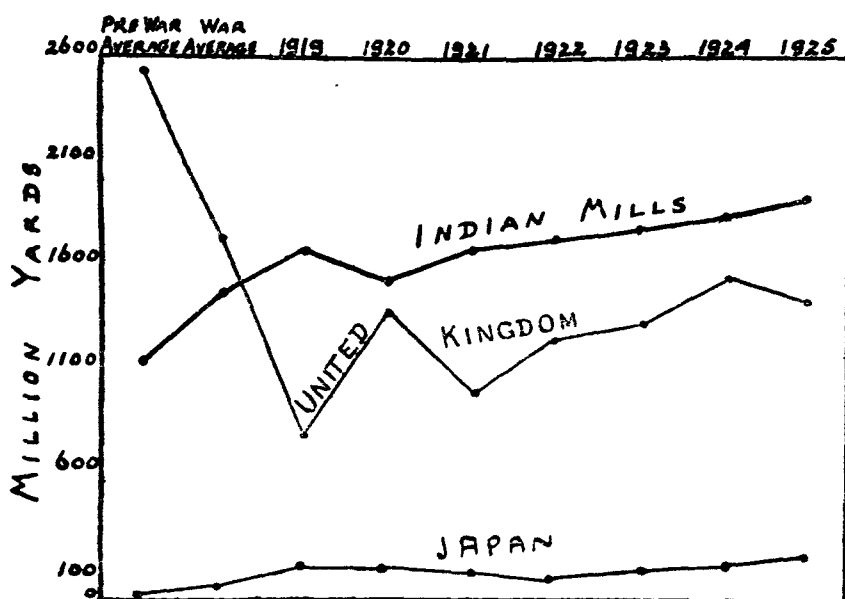 PRE WAR WAR
2600 AVERAGE AVERAGE 1919 1920 1921 1922 1923 1924 1925
2100
INDIAN MILLS
1600
UNITED KINGDOM
1100
600
JAPAN
100
0
MILLION YARDS